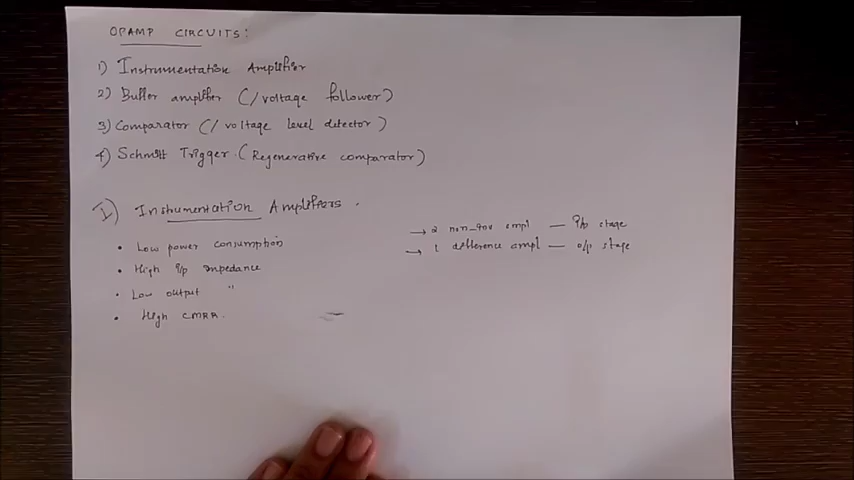 OPAMP CIRCUITS:
1) Instrumentation Amplifier
2) Buffer amplifier (/voltage follower)
3) Comparator (/voltage level detector)
4) Schmitt Trigger. (Regenerative comparator)
I) Instrumentation Amplifiers.
• Low power consumption
• High i/p impedance
• Low output "
• High CMRR.
→ 2 non-inv ampl — i/p stage
→ 1 difference ampl — o/p stage